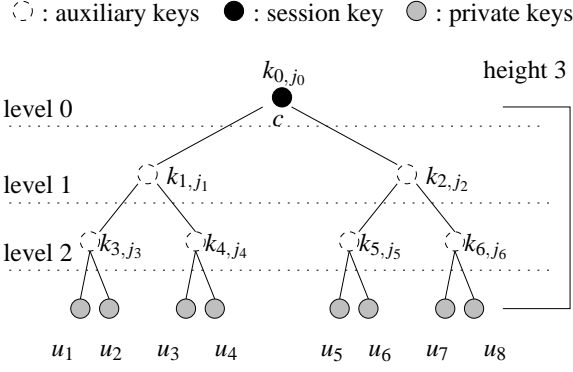 : auxiliary keys : session key : private keys
k0,j0 height 3
level 0
c
level 1 k1,j1 k2,j2
level 2 k3,j3 k4,j4 k5,j5 k6,j6
u1 u2 u3 u4 u5 u6 u7 u8